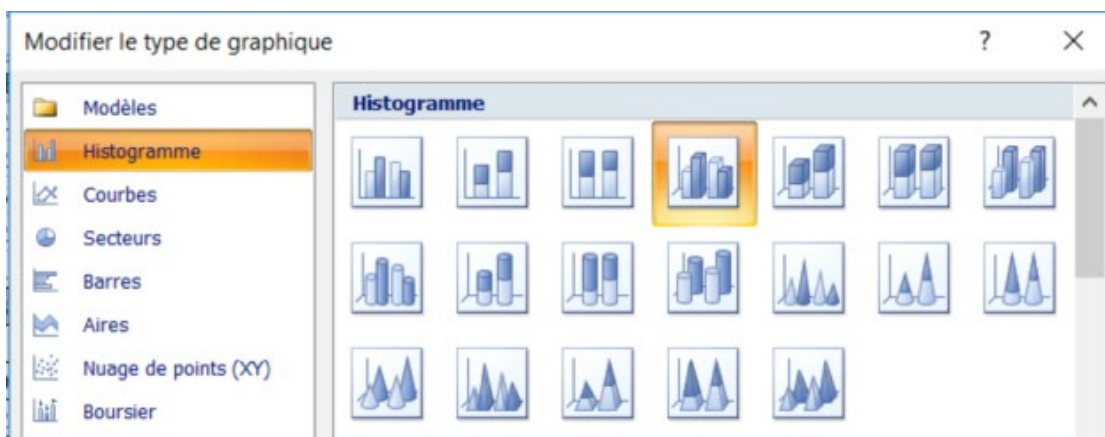 Modifier le type de graphique
?
Modèles
Histogramme
Courbes
Secteurs
Barres
Aires
Nuage de points (XY)
Boursier
Histogramme